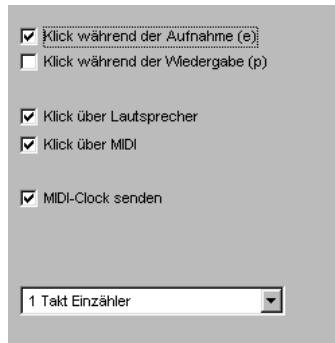 Klick während der Aufnahme (e)
Klick während der Wiedergabe (p)
Klick über Lautsprecher
Klick über MIDI
MIDI-Clock senden
1 Takt Einzähler